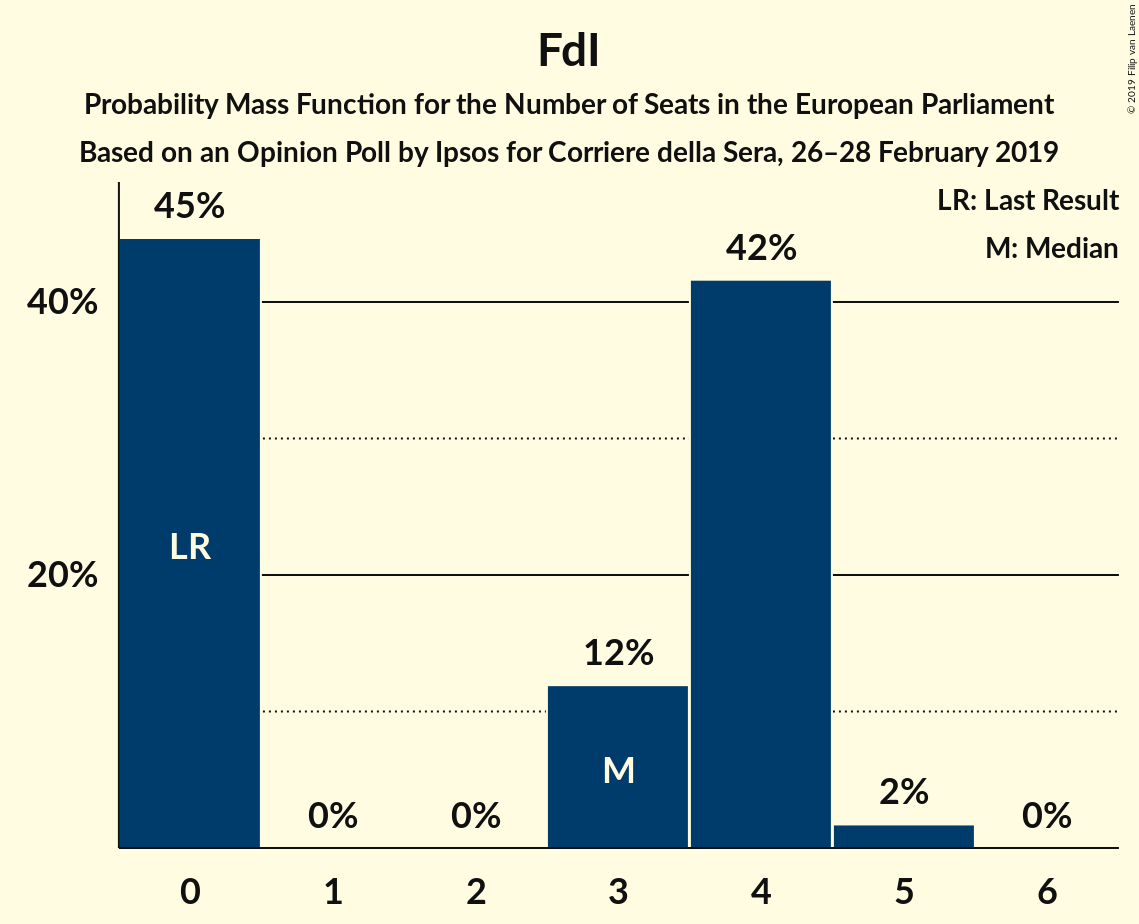 FdI
Probability Mass Function for the Number of Seats in the European Parliament
Based on an Opinion Poll by Ipsos for Corriere della Sera, 26–28 February 2019
© 2019 Filip van Laenen
LR: Last Result
M: Median
45%
42%
40%
LR
20%
12%
M
0%
0%
2%
0%
0
1
2
3
4
5
6